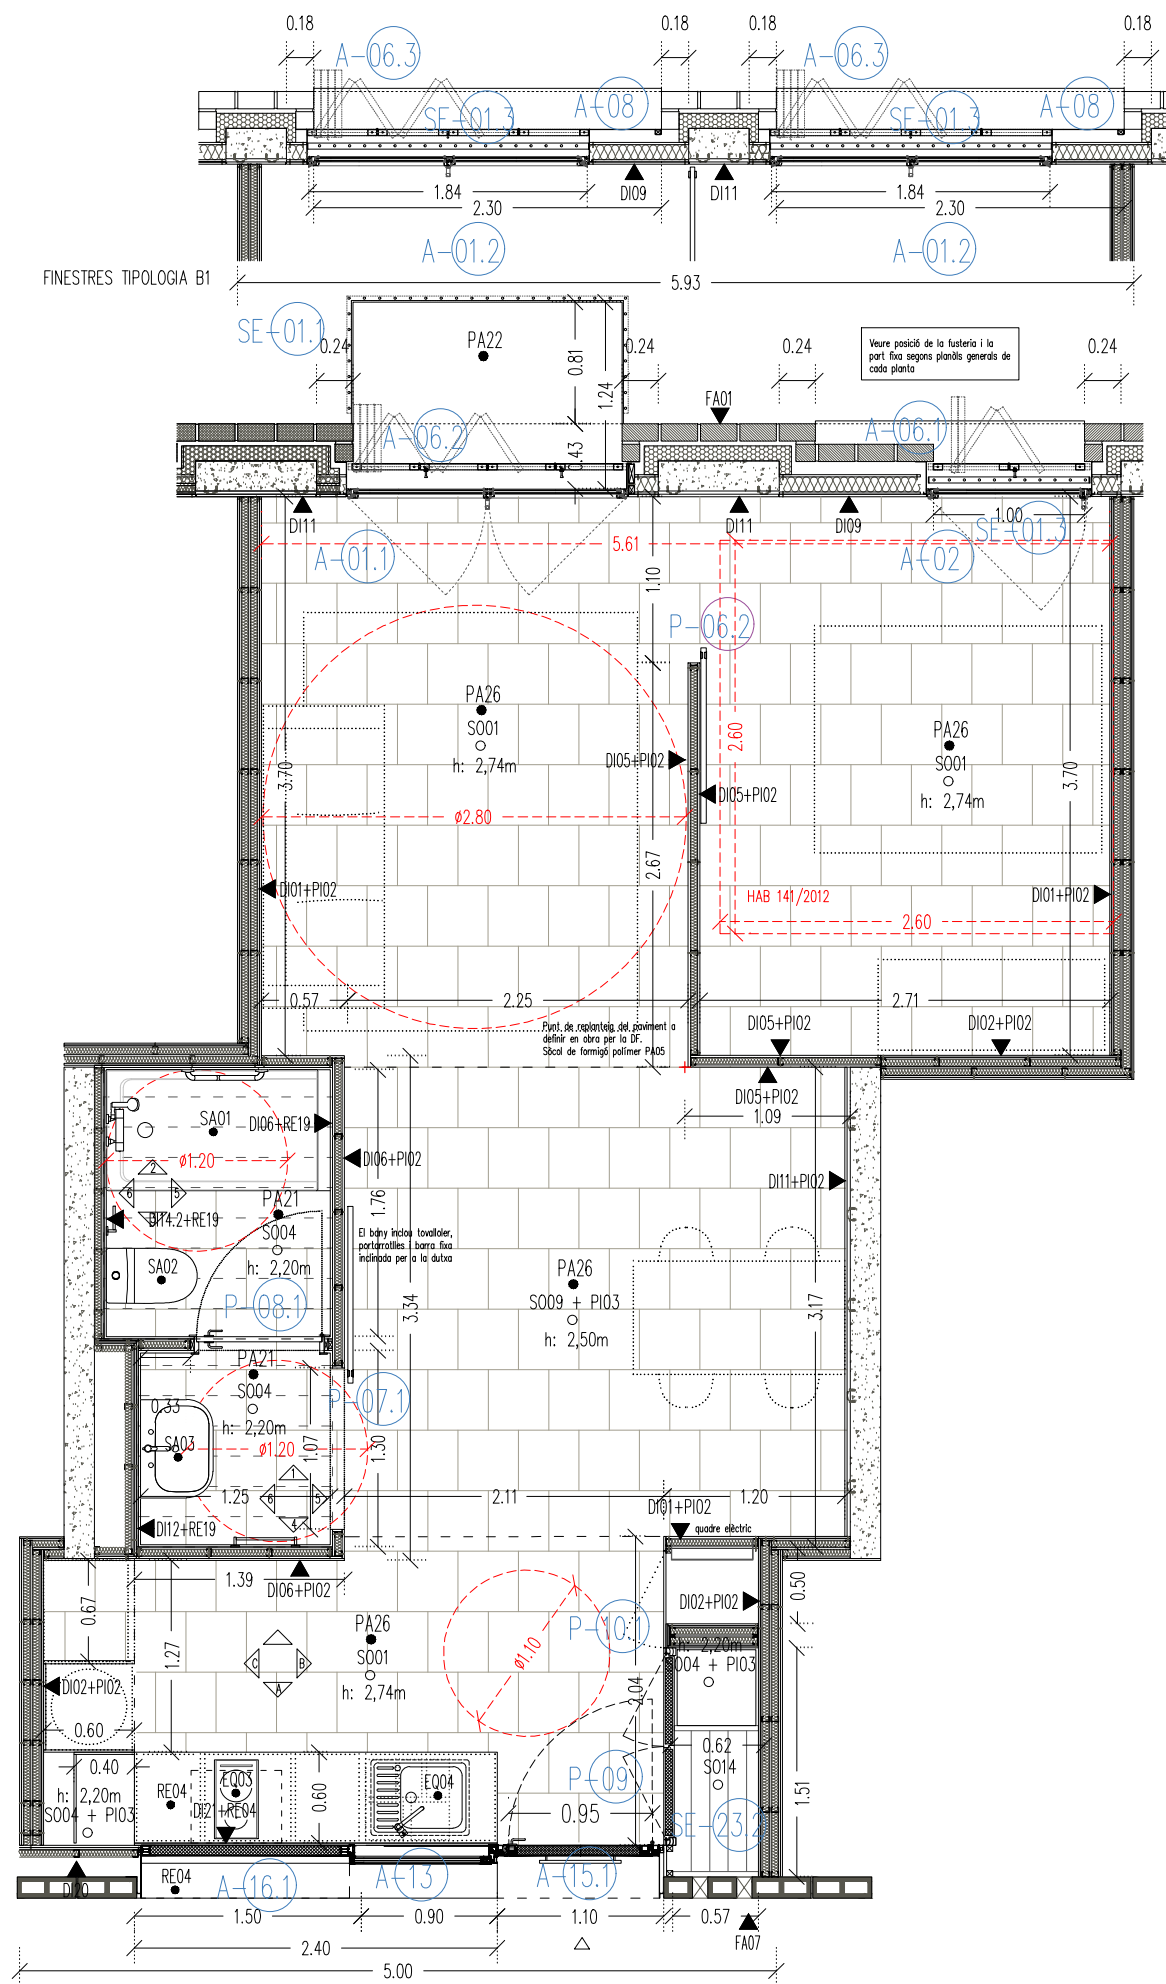 0.18
0.18
0.18
0.18
A-06.3
A-06.3
SE-01.3
A-08
SE-01.3
A-08
1.84
DI09
DI11
1.84
2.30
2.30
A-01.2
A-01.2
FINESTRES TIPOLOGIA B1
5.93
SE-01.1
PA22
0.24
0.24
0.24
0.24
0.81
1.24
0.43
Veure posició de la fusteria i la
part fixa segons planòls generals de
cada planta
FA01
A-06.2
A-06.1
DI11
DI11
DI09
1.00
SE-01.3
A-01.1
5.61
A-02
1.10
P-06.2
PA26
S001
h: 2,74m
PA26
S001
h: 2,74m
3.70
2.60
3.70
DI05+PI02
DI05+PI02
ø2.80
2.67
DI01+PI02
HAB 141/2012
DI01+PI02
2.60
0.57
2.25
2.71
Punt de replanteig del paviment a
definir en obra per la DF.
Sòcol de formigó polímer PA05
DI05+PI02
DI02+PI02
DI05+PI02
1.09
SA01
DI06+RE19
ø1.20
DI06+PI02
2
6
5
DI11+PI02
1.76
PA21
S004
h: 2,20m
DI14.2+RE19
El bany inclou tovalloler,
portarrotlles i barra fixa
inclinada per a la dutxa
SA02
P-08.1
PA26
S009 + PI03
h: 2,50m
3.34
3.17
PA21
S004
h: 2,20m
0.33
P-07.1
SA03
ø1.20
1.07
1.30
1
6
5
4
1.25
2.11
1.20
DI01+PI02
quadre elèctric
DI12+RE19
DI06+PI02
1.39
0.67
1.27
0.50
DI02+PI02
PA26
S001
h: 2,74m
C
B
A
ø1.10
P-10.1
2.04
h: 2,20m
S004 + PI03
DI02+PI02
0.60
0.62
S014
0.40
h: 2,20m
S004 + PI03
RE04
EQ03
DI21+RE04
0.60
EQ04
P-09
0.95
SE-23.2
1.51
DI20
RE04
A-16.1
A-13
A-15.1
1.50
0.90
1.10
0.57
FA07
2.40
5.00